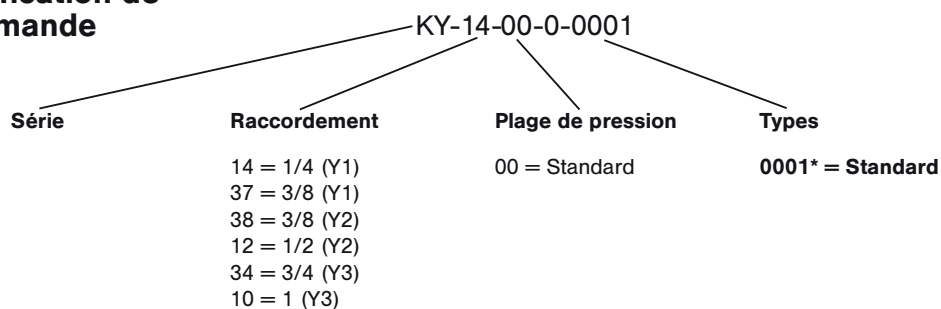 mande
KY-14-00-0-0001
Série
Raccordement
Plage de pression
Types
14 = 1/4 (Y1)
37 = 3/8 (Y1)
38 = 3/8 (Y2)
12 = 1/2 (Y2)
34 = 3/4 (Y3)
10 = 1 (Y3)
00 = Standard
0001* = Standard